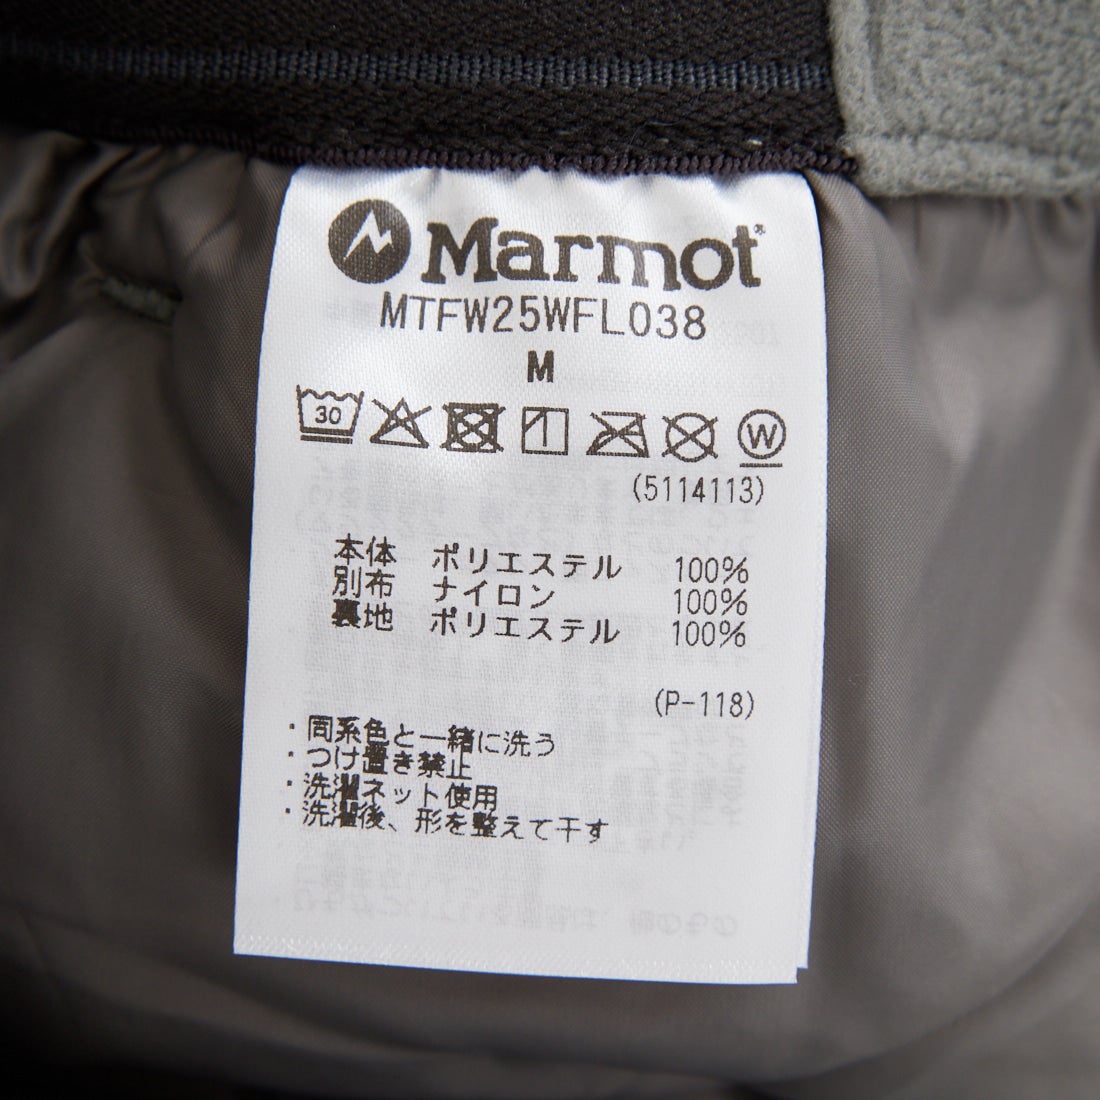 Marmot®
MTFW25WFL038
M
30 W
(5114113)
本体 ポリエステル 100%
別布 ナイロン 100%
裏地 ポリエステル 100%
(P-118)
・同系色と一緒に洗う
・つけ置き禁止
・洗濯ネット使用
・洗濯後、形を整えて干す